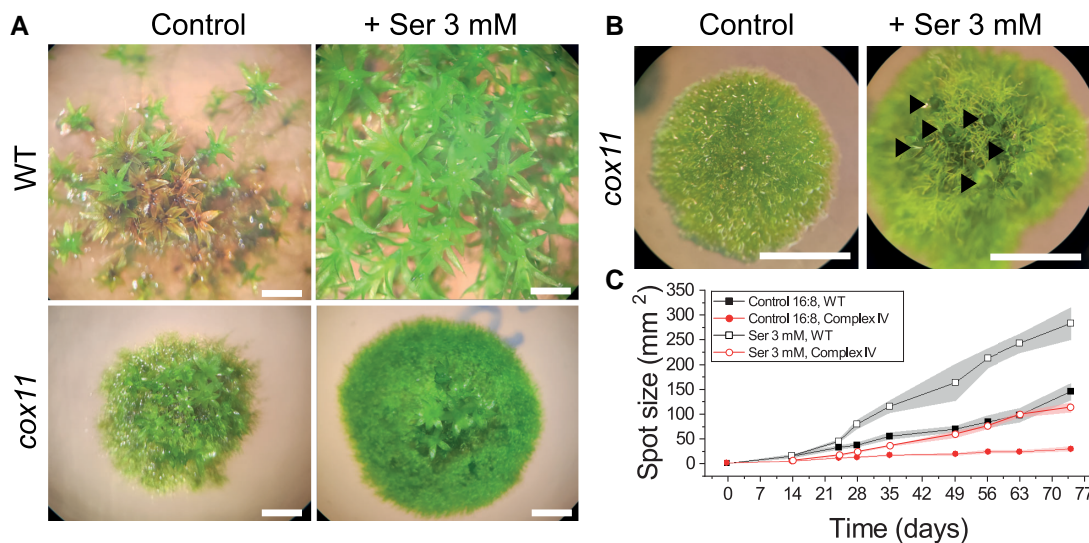 A
Control
+ Ser 3 mM
WT
cox11
B
Control
+ Ser 3 mM
cox11
C
Spot size (mm²)
350
300
250
200
150
100
50
0
Control 16:8, WT
Control 16:8, Complex IV
Ser 3 mM, WT
Ser 3 mM, Complex IV
0 7 14 21 28 35 42 49 56 63 70 77
Time (days)